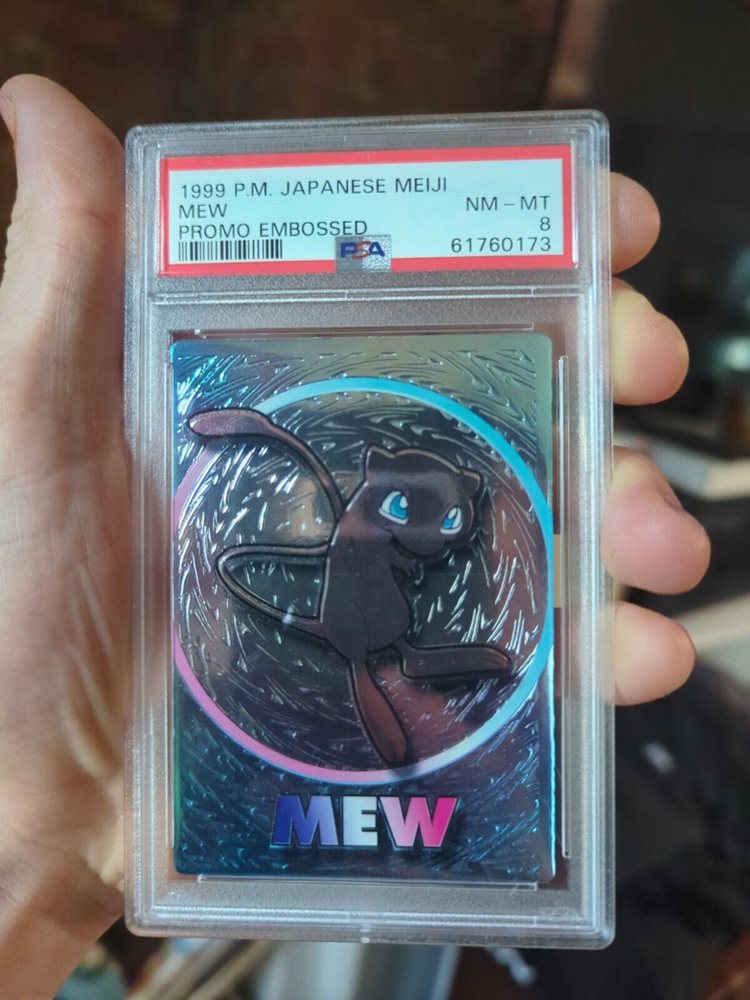 1999 P.M. JAPANESE MEIJI
MEW NM - MT
PROMO EMBOSSED 8
PSA 61760173
MEW